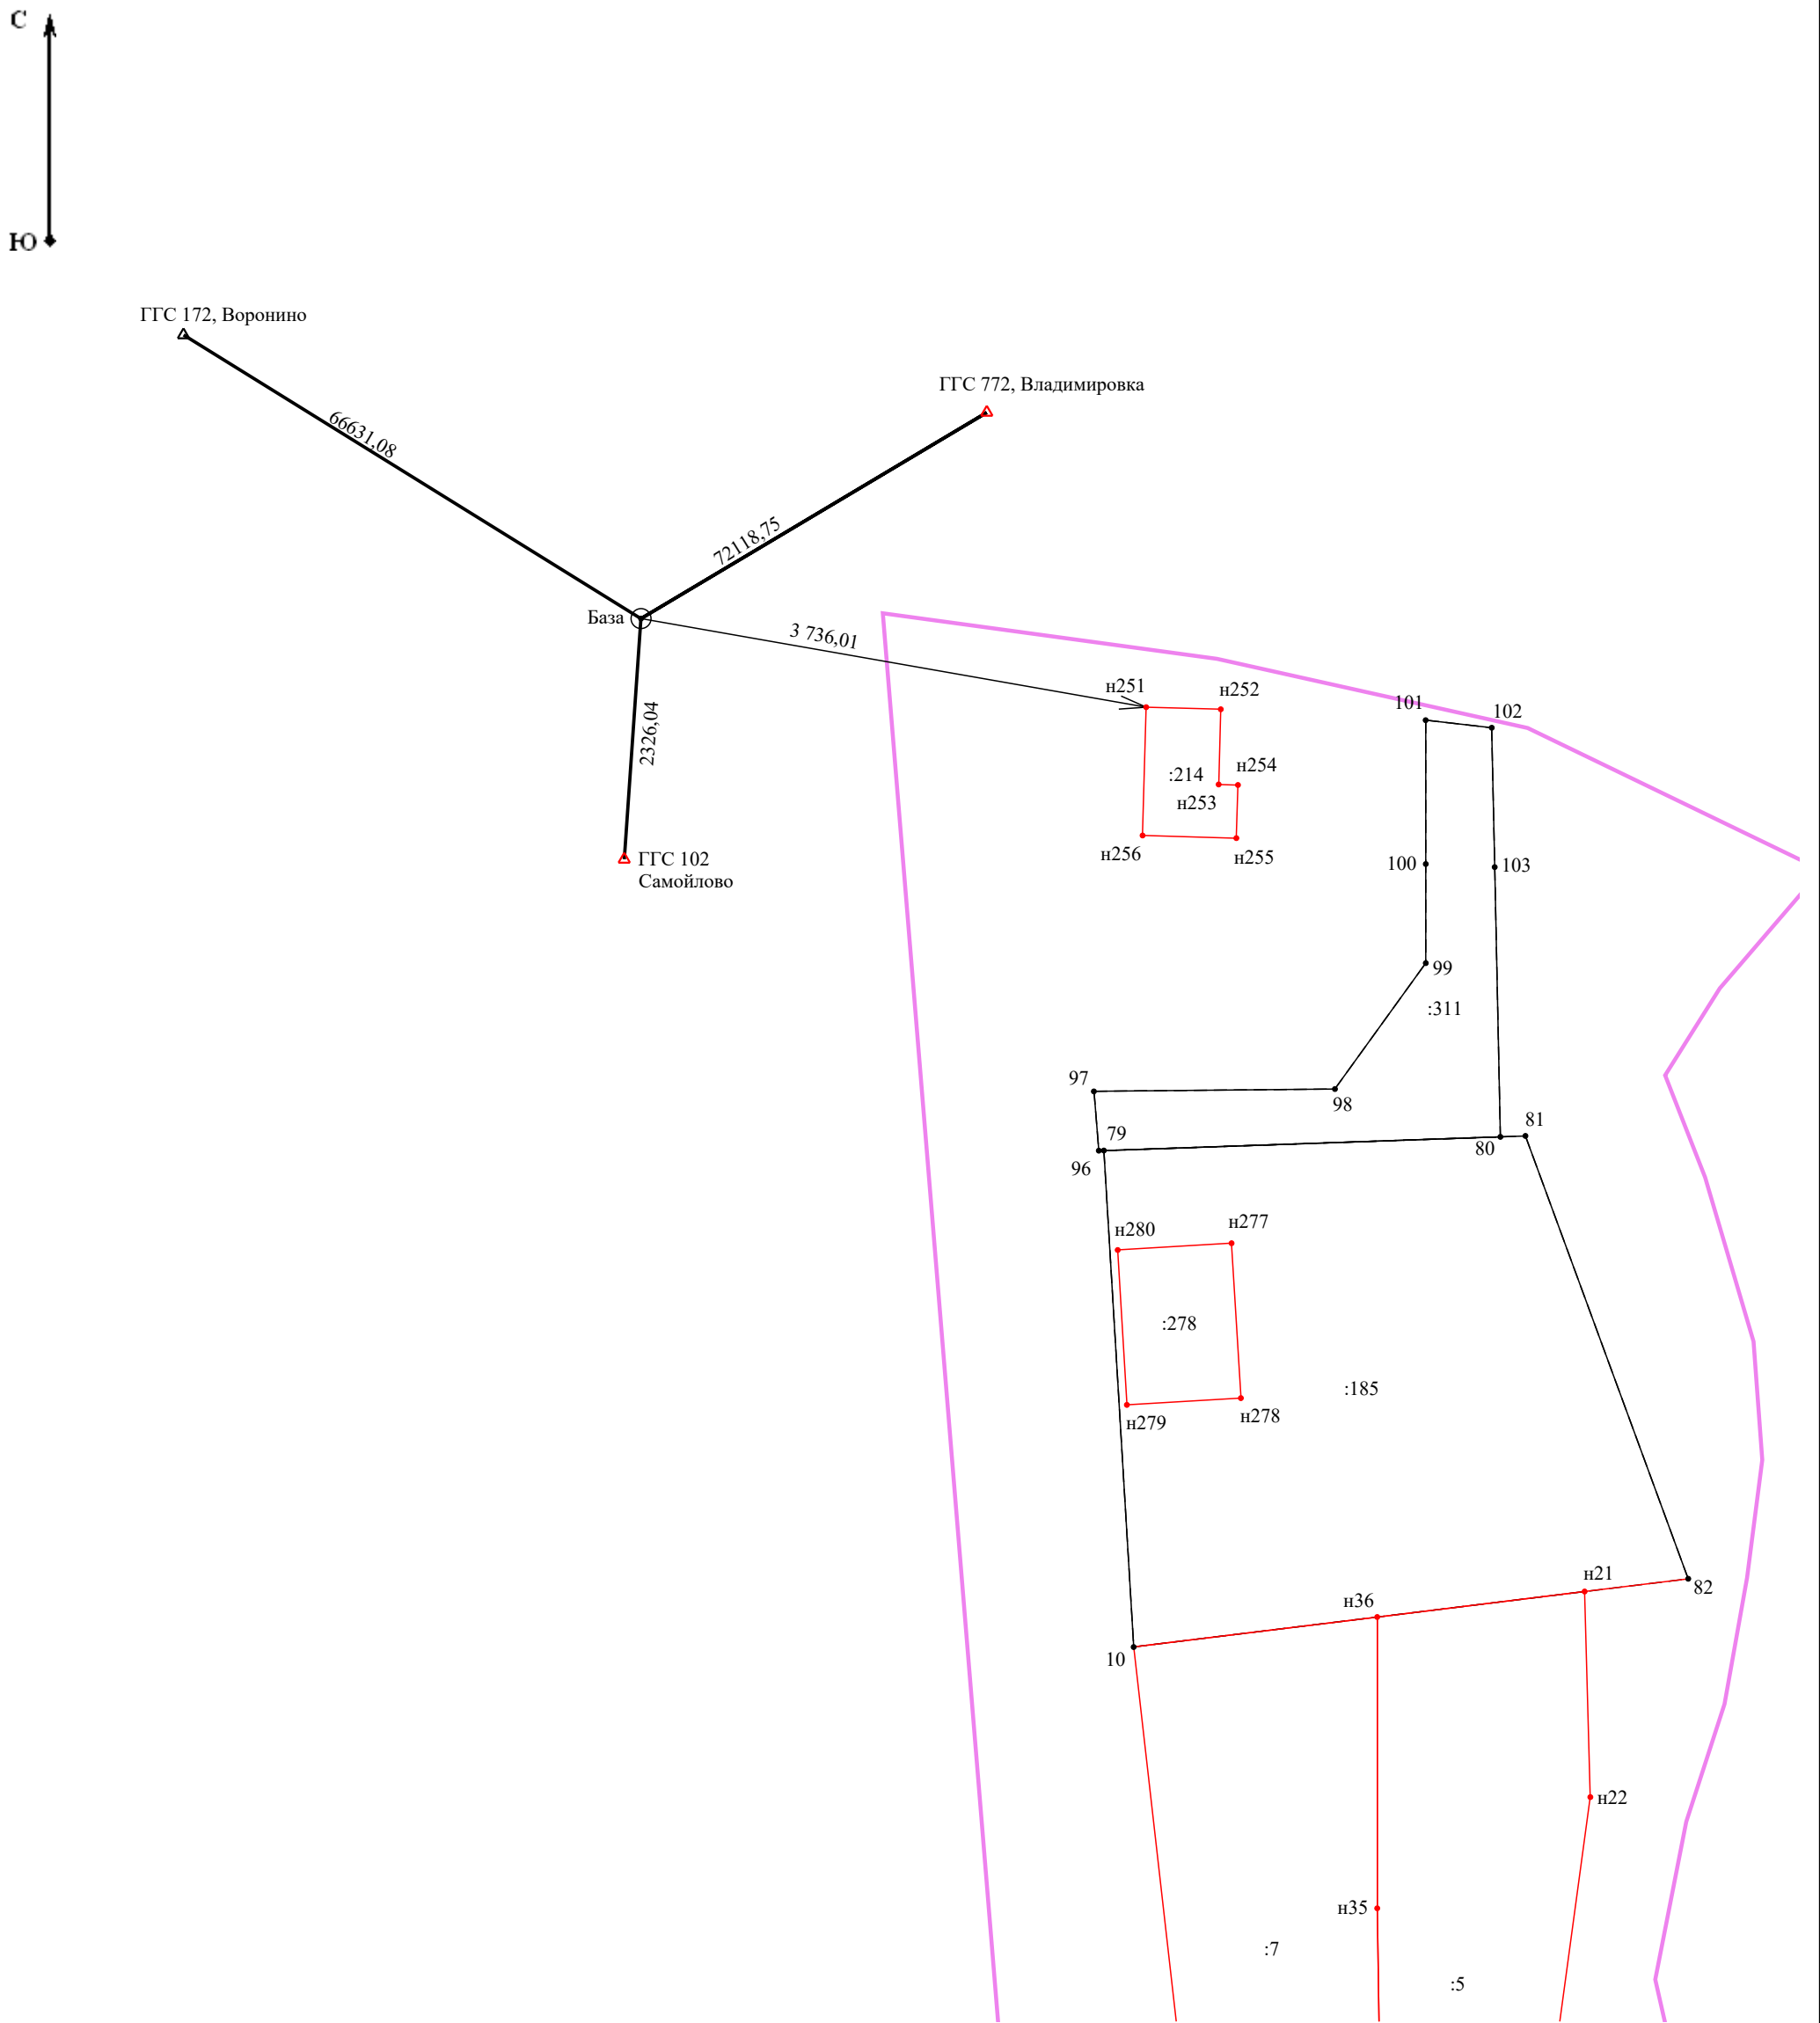 С
Ю
ГГС 172, Воронино
ГГС 772, Владимировка
66631,08
72118,75
База
3 736,01
2326,04
ГГС 102
Самойлово
н251
н252
101
102
:214
н254
н253
н256
н255
100
103
99
:311
97
98
79
81
80
96
н280
н277
:278
:185
н279
н278
н21
82
н36
10
н22
н35
:7
:5